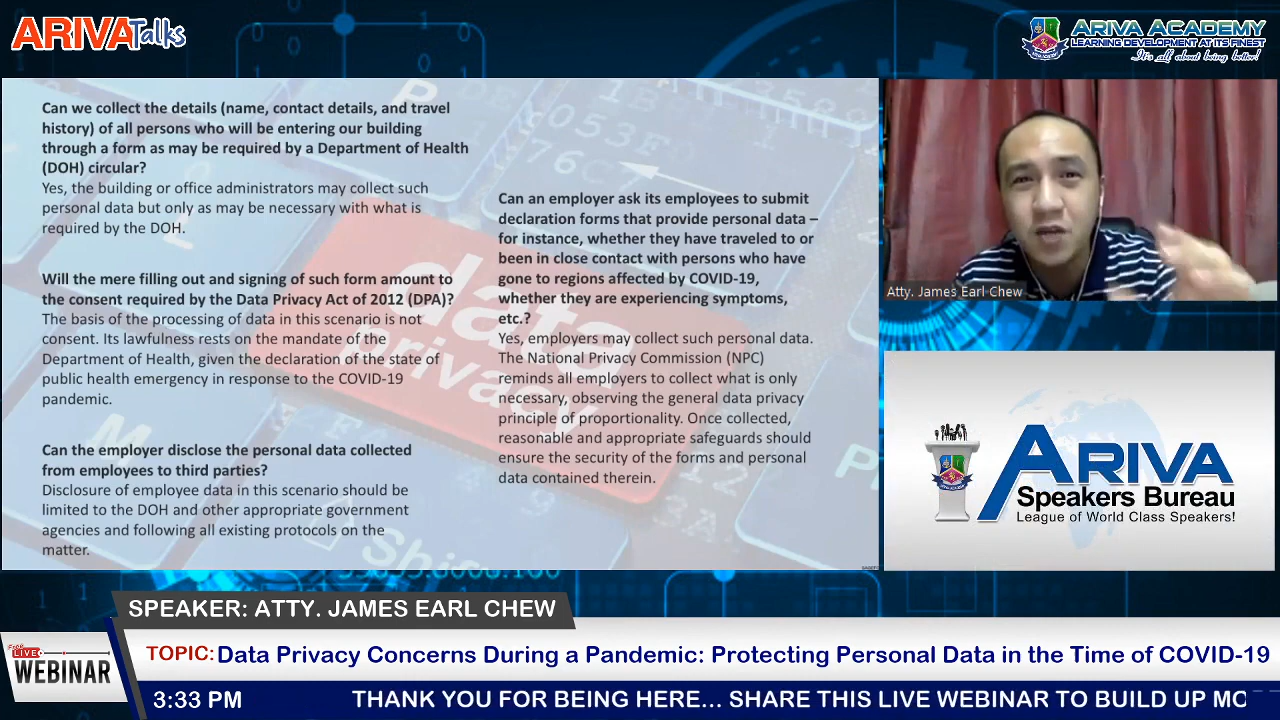 ARIVATalks
ARIVA ACADEMY
LEARNING DEVELOPMENT AT ITS FINEST
It's all about being better!
Can we collect the details (name, contact details, and travel
history) of all persons who will be entering our building
through a form as may be required by a Department of Health
(DOH) circular?
Yes, the building or office administrators may collect such
personal data but only as may be necessary with what is
required by the DOH.
Will the mere filling out and signing of such form amount to
the consent required by the Data Privacy Act of 2012 (DPA)?
The basis of the processing of data in this scenario is not
consent. Its lawfulness rests on the mandate of the
Department of Health, given the declaration of the state of
public health emergency in response to the COVID-19
pandemic.
Can the employer disclose the personal data collected
from employees to third parties?
Disclosure of employee data in this scenario should be
limited to the DOH and other appropriate government
agencies and following all existing protocols on the
matter.
Can an employer ask its employees to submit
declaration forms that provide personal data –
for instance, whether they have traveled to or
been in close contact with persons who have
gone to regions affected by COVID-19,
whether they are experiencing symptoms,
etc.?
Yes, employers may collect such personal data.
The National Privacy Commission (NPC)
reminds all employers to collect what is only
necessary, observing the general data privacy
principle of proportionality. Once collected,
reasonable and appropriate safeguards should
ensure the security of the forms and personal
data contained therein.
data
privacy
Shift
Atty. James Earl Chew
ARIVA
Speakers Bureau
League of World Class Speakers!
SPEAKER: ATTY. JAMES EARL CHEW
Free LIVE
WEBINAR
TOPIC: Data Privacy Concerns During a Pandemic: Protecting Personal Data in the Time of COVID-19
3:33 PM
THANK YOU FOR BEING HERE... SHARE THIS LIVE WEBINAR TO BUILD UP MO